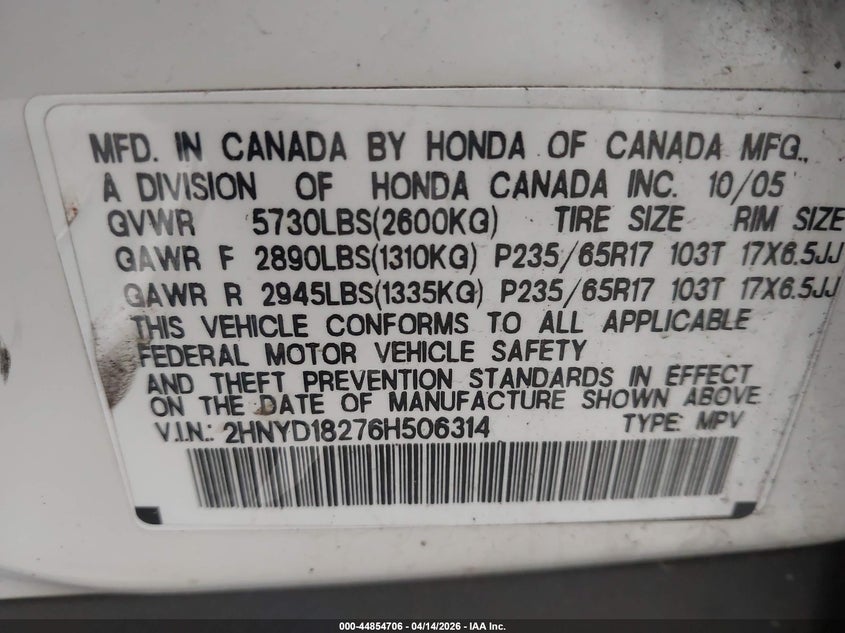 MFD. IN CANADA BY HONDA OF CANADA MFG.,
A DIVISION OF HONDA CANADA INC. 10/05
GVWR 5730LBS(2600KG) TIRE SIZE RIM SIZE
GAWR F 2890LBS(1310KG) P235/65R17 103T 17X6.5JJ
GAWR R 2945LBS(1335KG) P235/65R17 103T 17X6.5JJ
THIS VEHICLE CONFORMS TO ALL APPLICABLE
FEDERAL MOTOR VEHICLE SAFETY
AND THEFT PREVENTION STANDARDS IN EFFECT
ON THE DATE OF MANUFACTURE SHOWN ABOVE
V.I.N.: 2HNYD18276H506314 TYPE: MPV
000-44854706 - 04/14/2026 - IAA Inc.